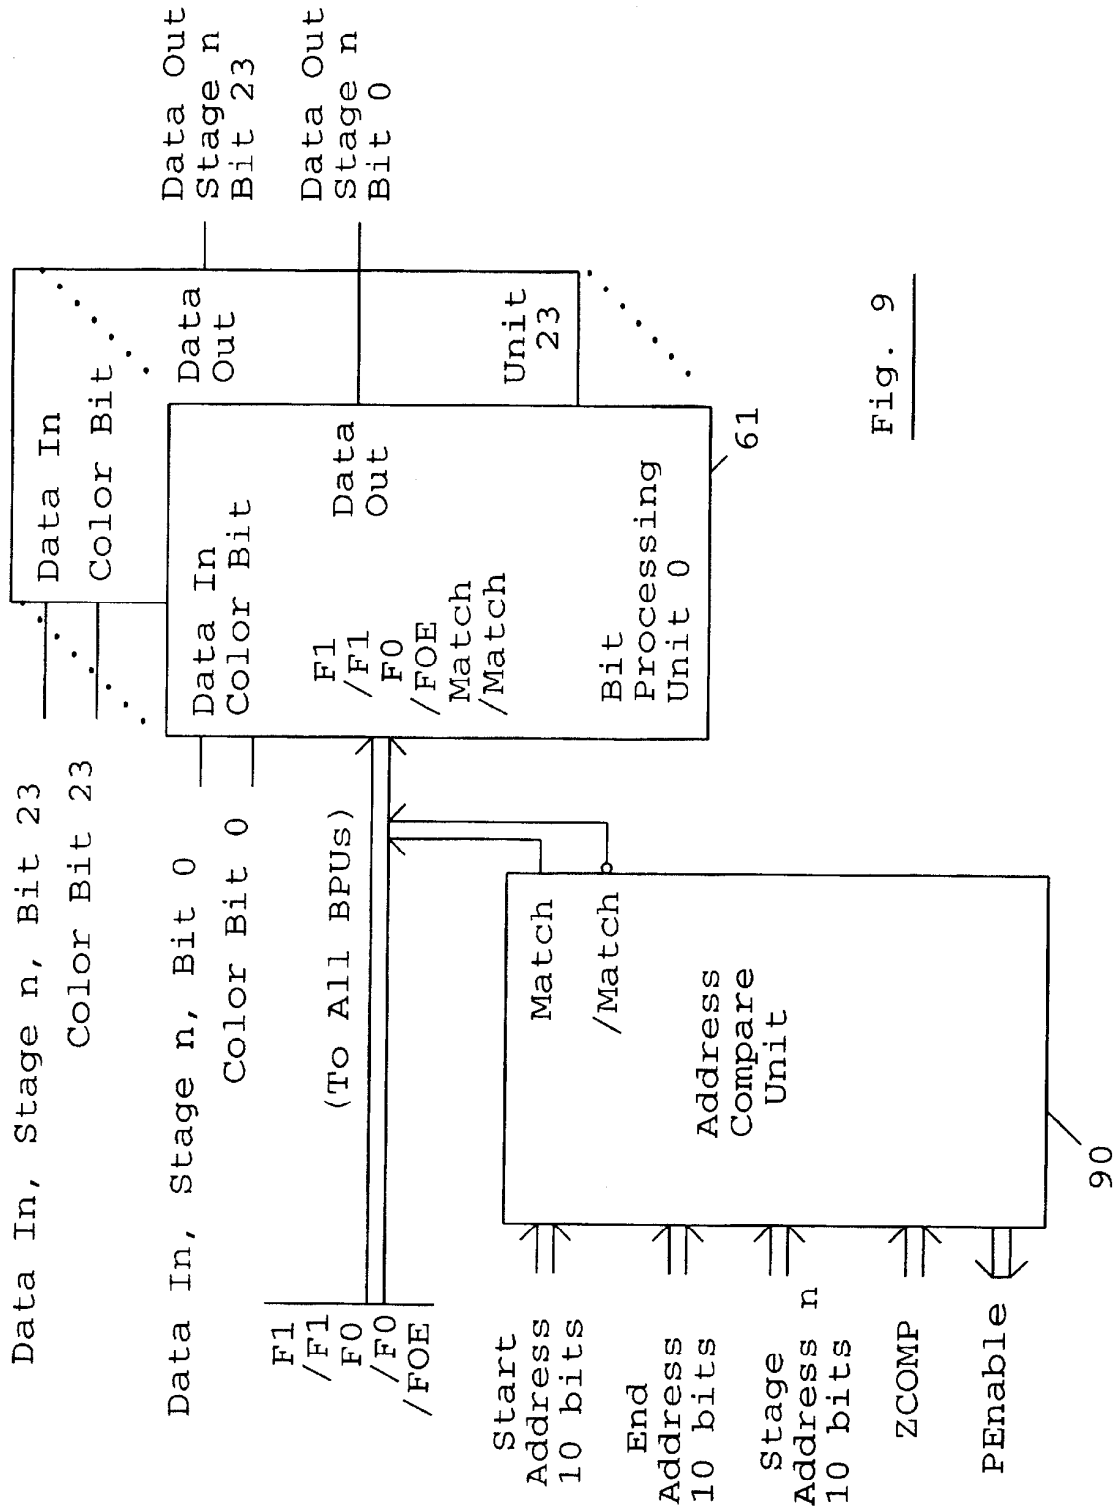 Data In, Stage n, Bit 23
Color Bit 23
Data In
Color Bit
Data Out
Stage n
Bit 23
Data
Out
Unit
23
Data In, Stage n, Bit 0
Color Bit 0
Data In
Color Bit
Data Out
Stage n
Bit 0
Data
Out
F1
/F1
F0
/F0
/FOE
(To All BPUs)
F1
/F1
F0
/FOE
Match
/Match
Bit
Processing
Unit 0
61
Start
Address
10 bits
End
Address
10 bits
Stage
Address n
10 bits
ZCOMP
PEnable
Match
/Match
Address
Compare
Unit
90
Fig. 9